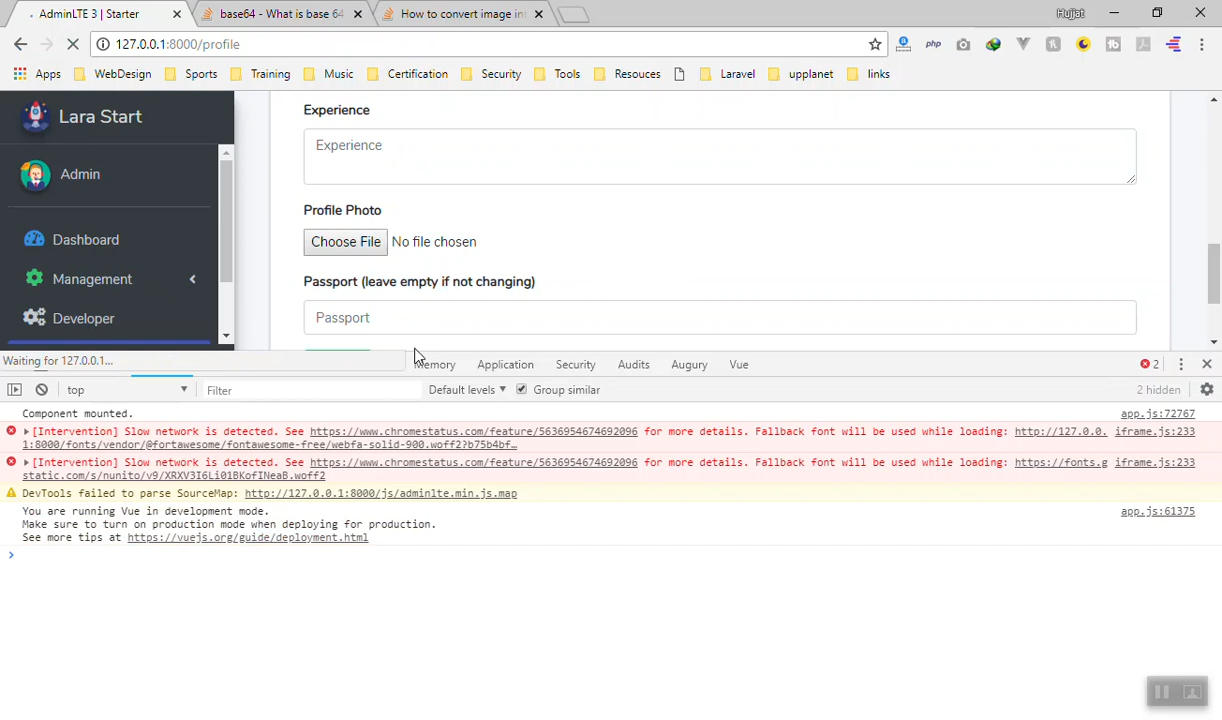 AdminLTE 3 | Starter
base64 - What is base 64
How to convert image in
Hujjat
127.0.0.1:8000/profile
php
Apps WebDesign Sports Training Music Certification Security Tools Resouces Laravel upplanet links
Lara Start
Admin
Dashboard
Management
Developer
Experience
Experience
Profile Photo
Choose File No file chosen
Passport (leave empty if not changing)
Passport
Waiting for 127.0.0.1...
Memory Application Security Audits Augury Vue 2
top Filter Default levels Group similar 2 hidden
Component mounted. app.js:72767
[Intervention] Slow network is detected. See https://www.chromestatus.com/feature/5636954674692096 for more details. Fallback font will be used while loading: http://127.0.0. iframe.js:233
1:8000/fonts/vendor/@fortawesome/fontawesome-free/webfa-solid-900.woff2?b75b4bf…
[Intervention] Slow network is detected. See https://www.chromestatus.com/feature/5636954674692096 for more details. Fallback font will be used while loading: https://fonts.g iframe.js:233
static.com/s/nunito/v9/XRXV3I6Li01BKofINeaB.woff2
DevTools failed to parse SourceMap: http://127.0.0.1:8000/js/adminlte.min.js.map
You are running Vue in development mode. app.js:61375
Make sure to turn on production mode when deploying for production.
See more tips at https://vuejs.org/guide/deployment.html